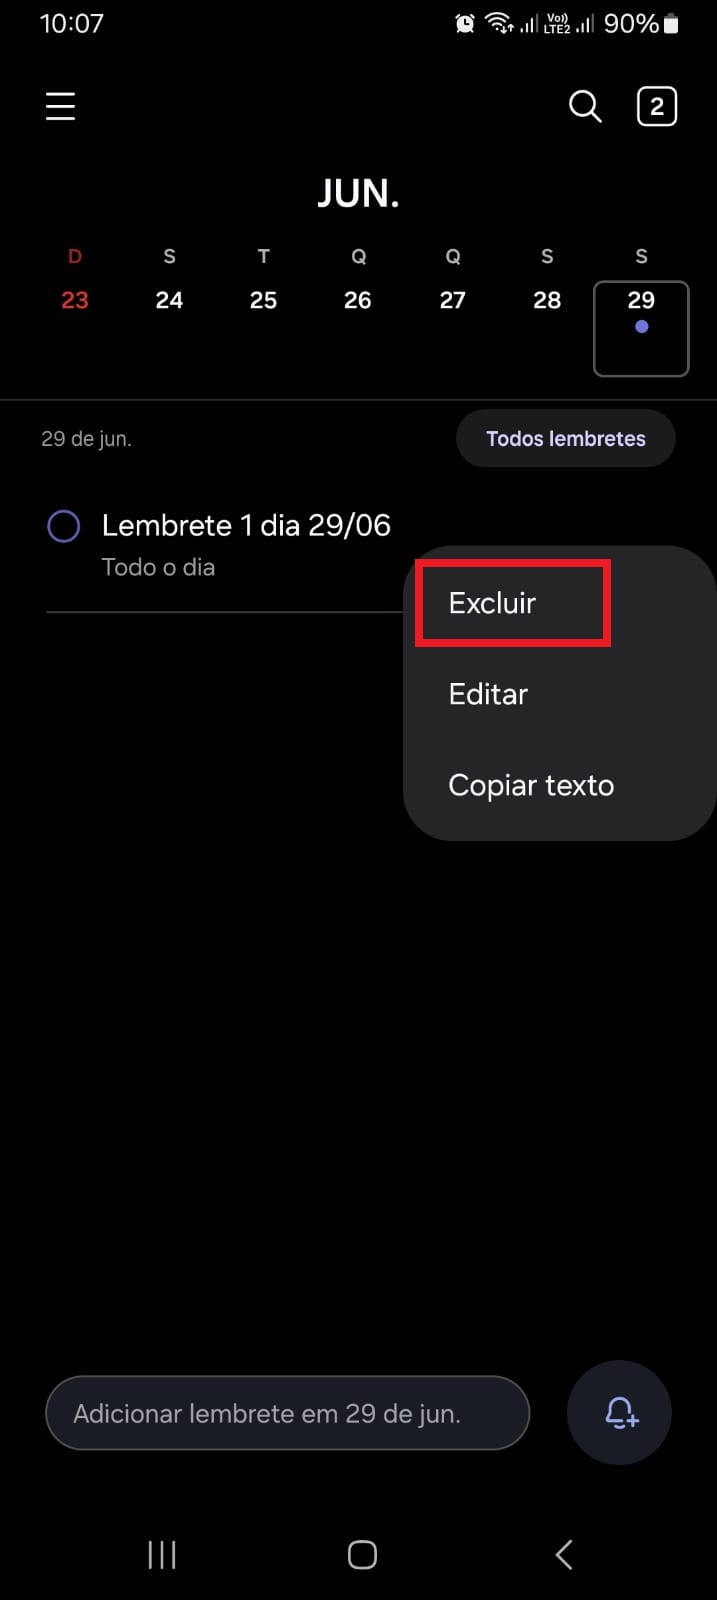 10:07
Vo)) LTE2 90%
2
JUN.
D S T Q Q S S
23 24 25 26 27 28 29
29 de jun. Todos lembretes
Lembrete 1 dia 29/06
Todo o dia
Excluir
Editar
Copiar texto
Adicionar lembrete em 29 de jun.